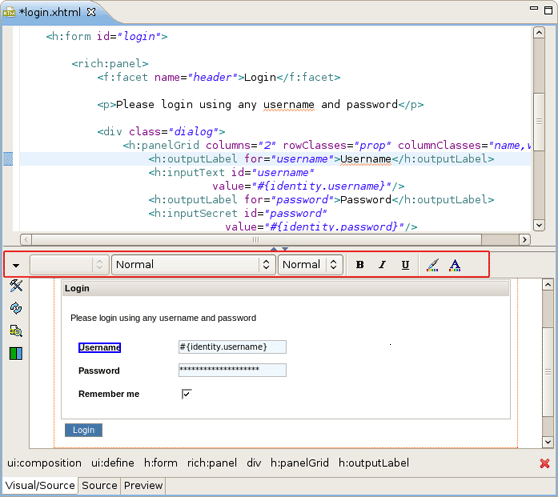 *login.xhtml
<h:form id="login">
<rich:panel>
<f:facet name="header">Login</f:facet>
<p>Please login using any username and password</p>
<div class="dialog">
<h:panelGrid columns="2" rowClasses="prop" columnClasses="name,v
<h:outputLabel for="username">Username</h:outputLabel>
<h:inputText id="username"
value="#{identity.username}"/>
<h:outputLabel for="password">Password</h:outputLabel>
<h:inputSecret id="password"
value="#{identity.password}"/>
Normal Normal B I U A
Login
Please login using any username and password
Username #{identity.username}
Password ********************
Remember me
Login
ui:composition ui:define h:form rich:panel div h:panelGrid h:outputLabel
Visual/Source Source Preview